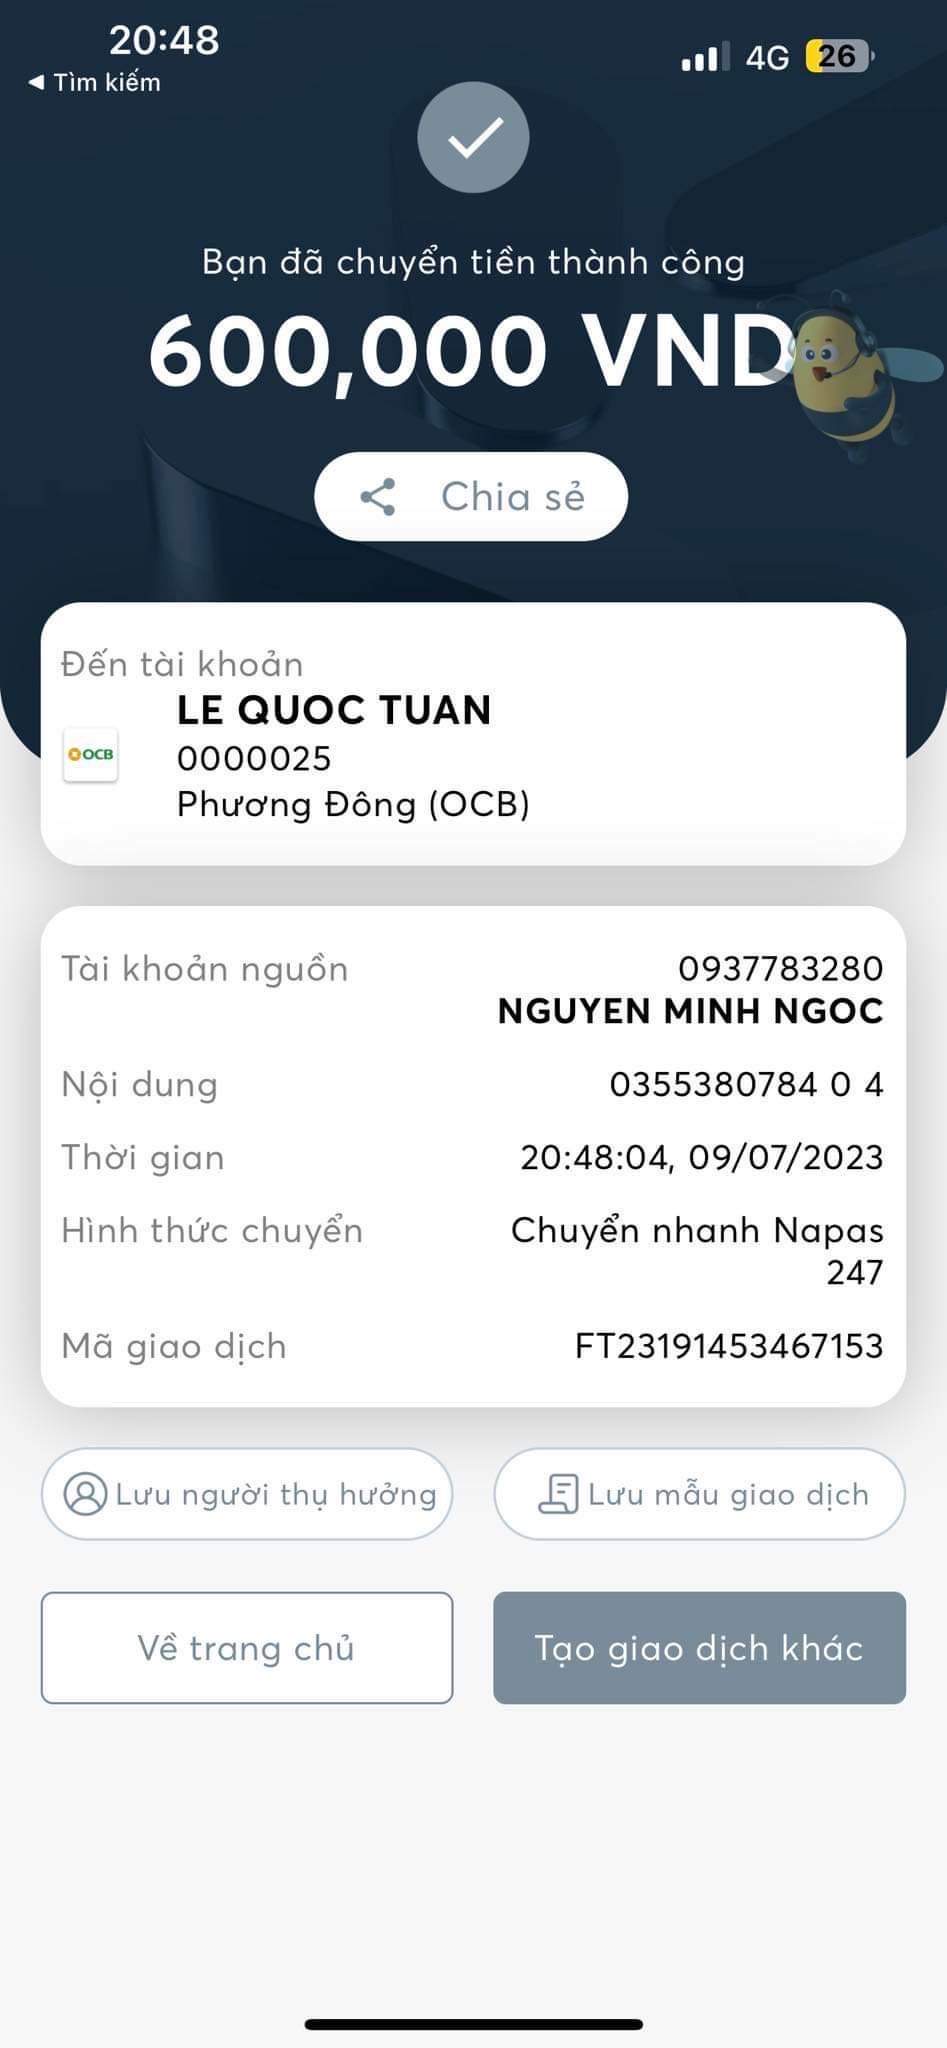 20:48
4G 26
◀ Tìm kiếm
Bạn đã chuyển tiền thành công
600,000 VND
Chia sẻ
Đến tài khoản
LE QUOC TUAN
OCB
0000025
Phương Đông (OCB)
Tài khoản nguồn 0937783280
NGUYEN MINH NGOC
Nội dung 0355380784 0 4
Thời gian 20:48:04, 09/07/2023
Hình thức chuyển Chuyển nhanh Napas
247
Mã giao dịch FT23191453467153
Lưu người thụ hưởng Lưu mẫu giao dịch
Về trang chủ Tạo giao dịch khác